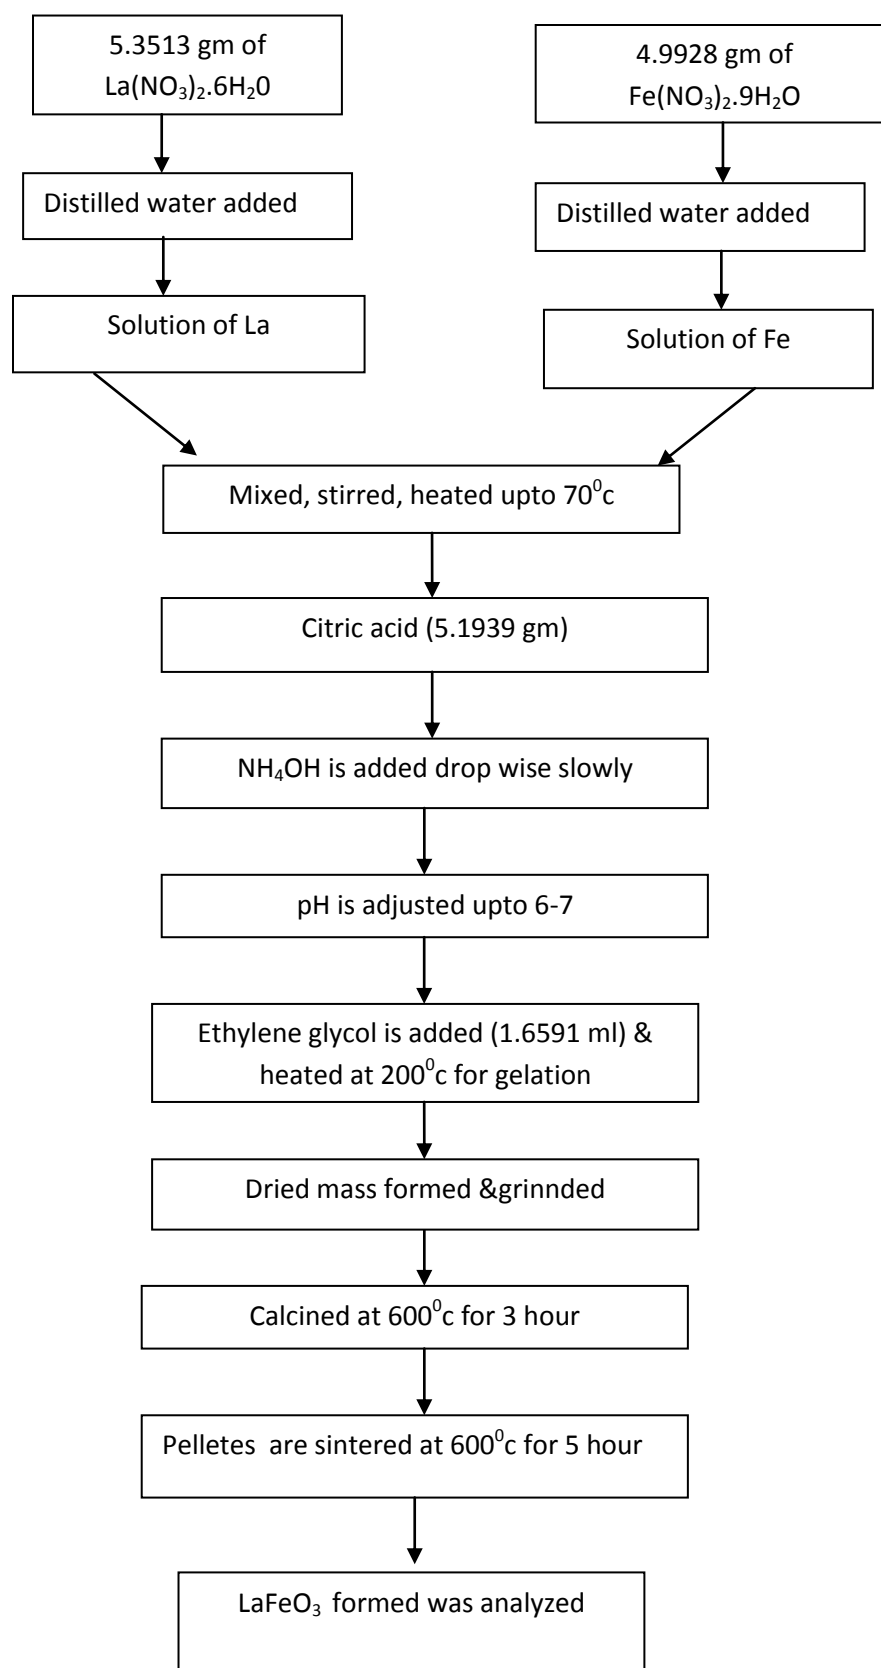 5.3513 gm of
La(NO₃)₂.6H₂0
4.9928 gm of
Fe(NO₃)₂.9H₂O
Distilled water added
Distilled water added
Solution of La
Solution of Fe
Mixed, stirred, heated upto 70⁰c
Citric acid (5.1939 gm)
NH₄OH is added drop wise slowly
pH is adjusted upto 6-7
Ethylene glycol is added (1.6591 ml) &
heated at 200⁰c for gelation
Dried mass formed &grinnded
Calcined at 600⁰c for 3 hour
Pelletes are sintered at 600⁰c for 5 hour
LaFeO₃ formed was analyzed